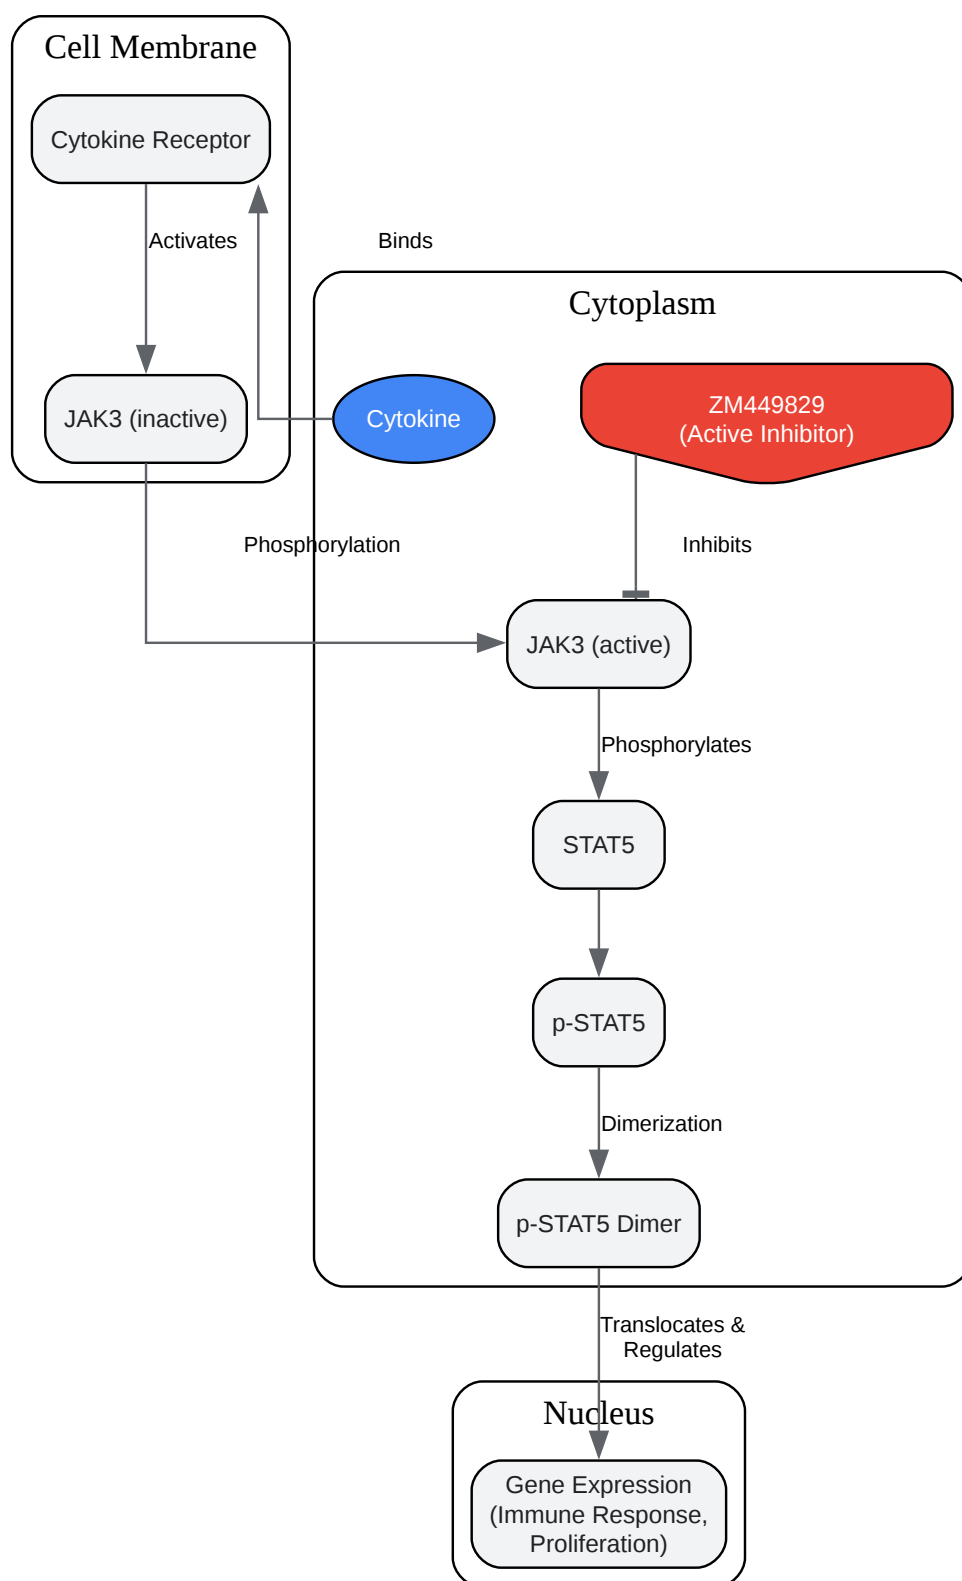 Cell Membrane
Cytokine Receptor
Activates
Binds
Cytoplasm
JAK3 (inactive)
Cytokine
ZM449829
(Active Inhibitor)
Phosphorylation
Inhibits
JAK3 (active)
Phosphorylates
STAT5
p-STAT5
Dimerization
p-STAT5 Dimer
Translocates &
Regulates
Nucleus
Gene Expression
(Immune Response,
Proliferation)